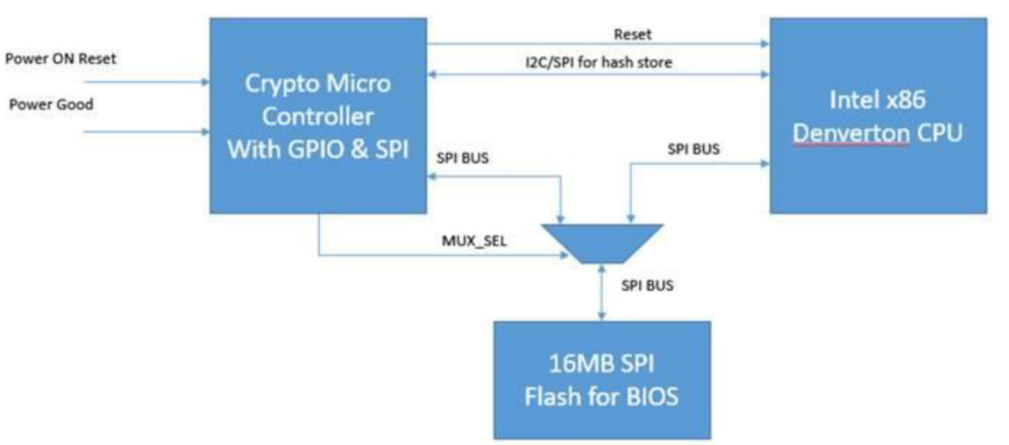 Power ON Reset
Power Good
Crypto Micro
Controller
With GPIO & SPI
Reset
I2C/SPI for hash store
Intel x86
Denverton CPU
SPI BUS
SPI BUS
MUX_SEL
SPI BUS
16MB SPI
Flash for BIOS